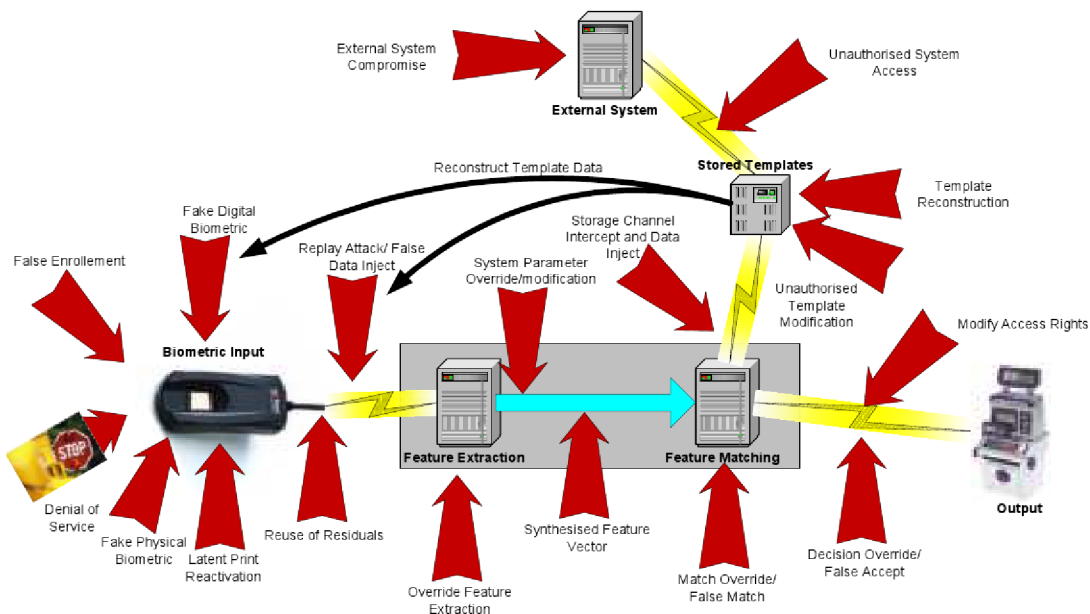 External System
Compromise
Unauthorised System
Access
External System
Stored Templates
Reconstruct Template Data
Template
Reconstruction
Fake Digital
Biometric
Storage Channel
Intercept and Data
Inject
Replay Attack/ False
Data Inject
False Enrollement
System Parameter
Override/modification
Unauthorised
Template
Modification
Modify Access Rights
Biometric Input
STOP
Feature Extraction
Feature Matching
Output
Denial of
Service
Fake Physical
Biometric
Latent Print
Reactivation
Reuse of Residuals
Synthesised Feature
Vector
Override Feature
Extraction
Match Override/
False Match
Decision Override/
False Accept